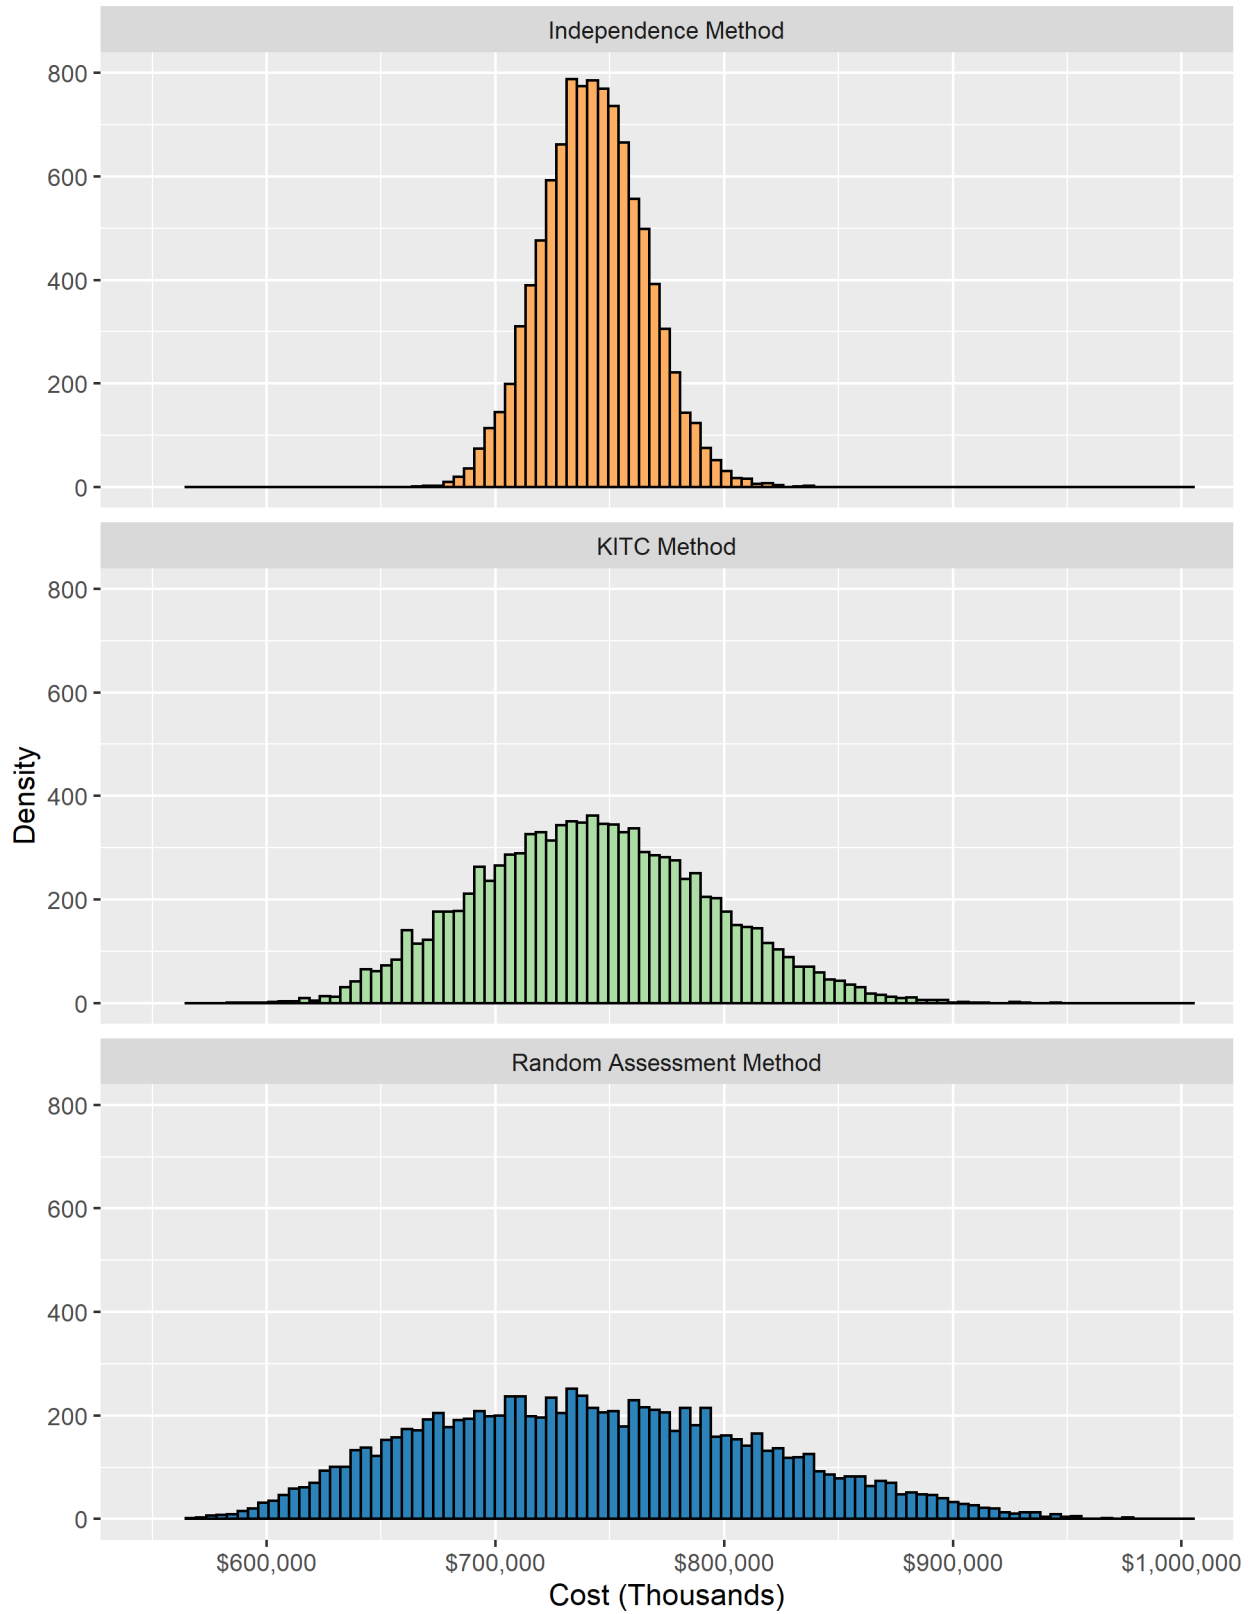 Independence Method
800
600
400
200
0
KITC Method
800
600
400
200
0
Random Assessment Method
800
600
400
200
0
Density
$600,000 $700,000 $800,000 $900,000 $1,000,000
Cost (Thousands)